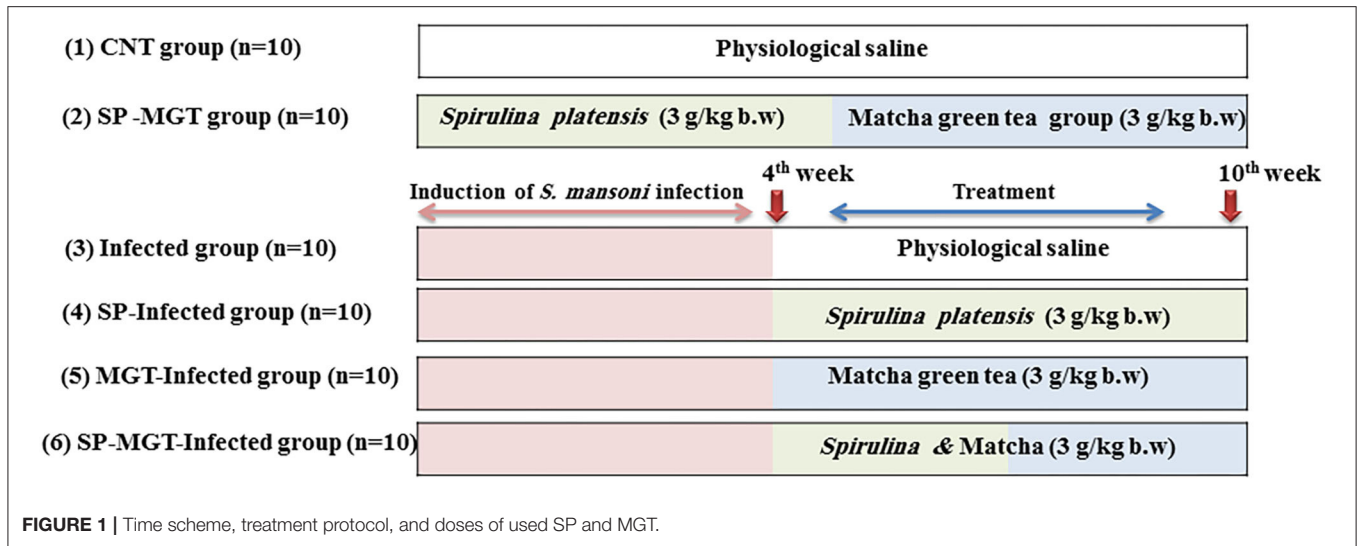 (1) CNT group (n=10)
Physiological saline
(2) SP -MGT group (n=10)
Spirulina platensis (3 g/kg b.w)
Matcha green tea group (3 g/kg b.w)
4th week
10th week
Induction of S. mansoni infection
Treatment
(3) Infected group (n=10)
Physiological saline
(4) SP-Infected group (n=10)
Spirulina platensis (3 g/kg b.w)
(5) MGT-Infected group (n=10)
Matcha green tea (3 g/kg b.w)
(6) SP-MGT-Infected group (n=10)
Spirulina & Matcha (3 g/kg b.w)
FIGURE 1 | Time scheme, treatment protocol, and doses of used SP and MGT.